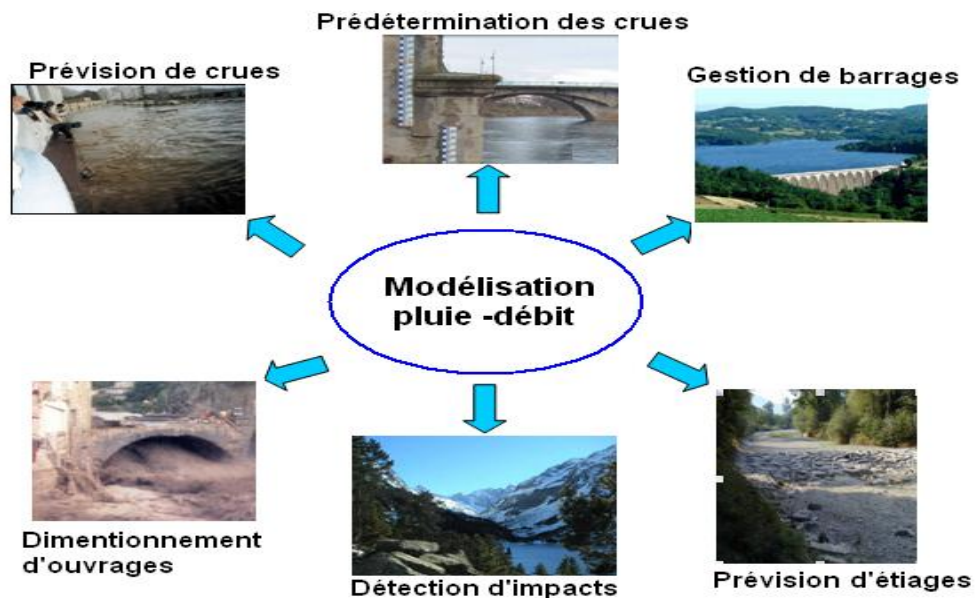 Prédétermination des crues
Prévision de crues
Gestion de barrages
Modélisation
pluie -débit
Dimentionnement
d'ouvrages
Détection d'impacts
Prévision d'étiages